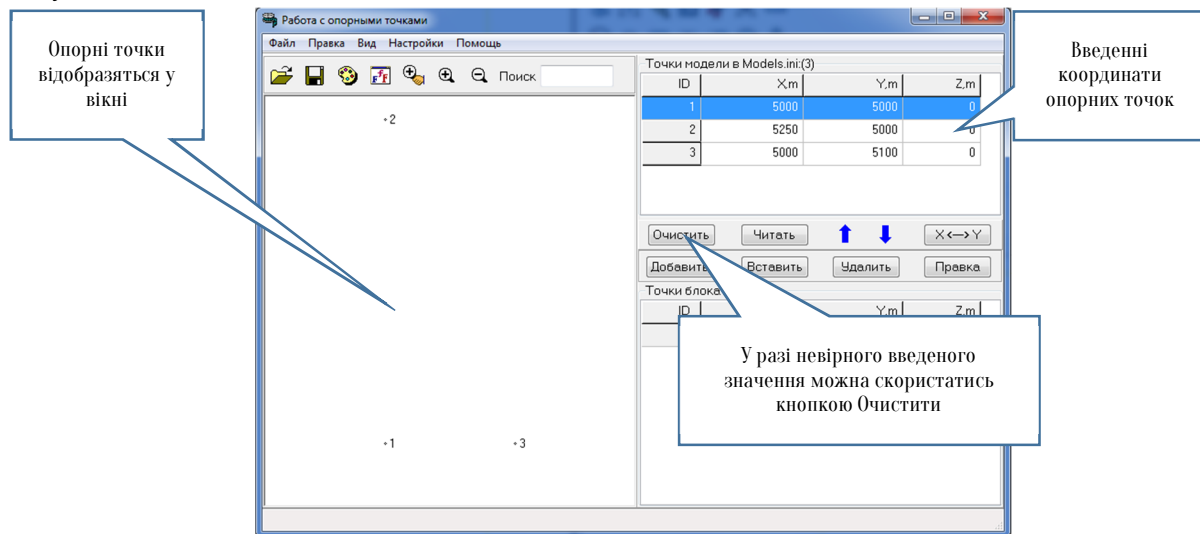 Работа с опорными точками
Файл Правка Вид Настройки Помощь
Поиск
Опорні точки
відобразяться у
вікні
Точки модели в Models.ini:(3)
ID X,m Y,m Z,m
1 5000 5000 0
2 5250 5000 0
3 5000 5100 0
Введенні
координати
опорних точок
Очистить Читать X<—>Y
Добавить Вставить Удалить Правка
Точки блока
ID Y,m Z,m
У разі невірного введеного
значення можна скористатись
кнопкою Очистити
2
1 3